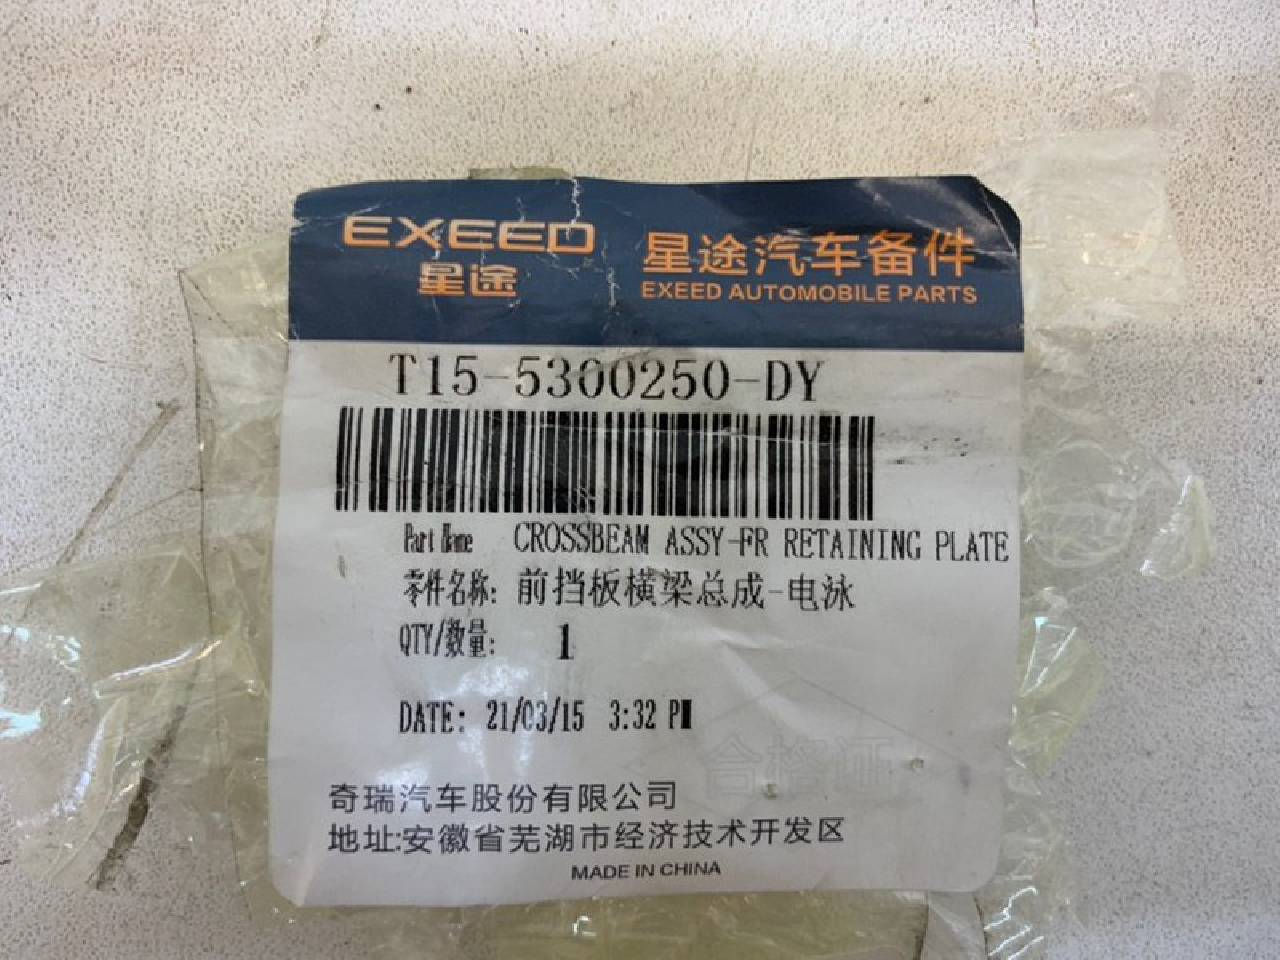 EXEED
星途
星途汽车备件
EXEED AUTOMOBILE PARTS
T15-5300250-DY
Part Name CROSSBEAM ASSY-FR RETAINING PLATE
零件名称: 前挡板横梁总成-电泳
QTY/数量: 1
DATE: 21/03/15 3:32 PM
合格证
奇瑞汽车股份有限公司
地址:安徽省芜湖市经济技术开发区
MADE IN CHINA